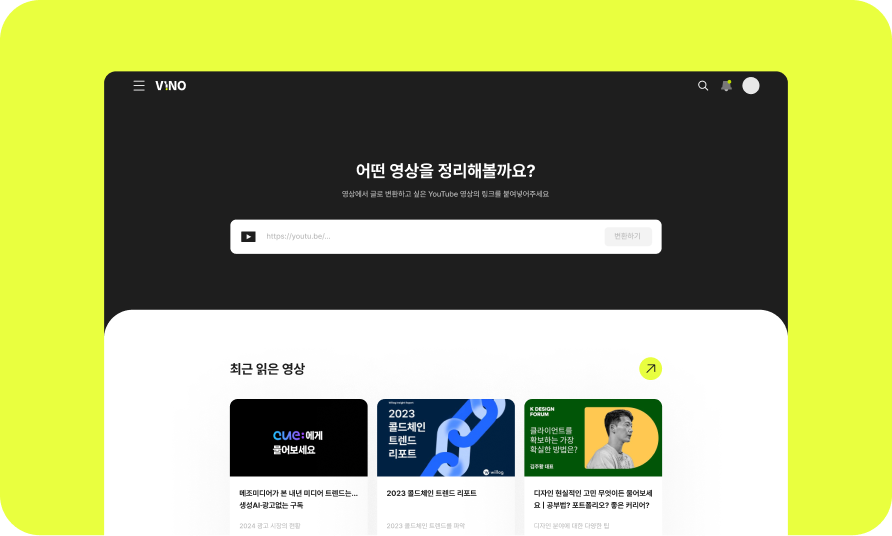 VINO
어떤 영상을 정리해볼까요?
영상에서 글로 변환하고 싶은 YouTube 영상의 링크를 붙여넣어주세요
https://youtu.be/...
변환하기
최근 읽은 영상
cue:에게
물어보세요
메조미디어가 본 내년 미디어 트렌드는...
생성AI·광고없는 구독
2024 광고 시장의 현황
Willog Insight Report
2023
콜드체인
트렌드
리포트
willog
2023 콜드체인 트렌드 리포트
2023 콜드체인 트렌드를 파악
K DESIGN
FORUM
클라이언트를
확보하는 가장
확실한 방법은?
김주황 대표
디자인 현실적인 고민 무엇이든 물어보세
요 | 공부법? 포트폴리오? 좋은 커리어?
디자인 분야에 대한 다양한 팁